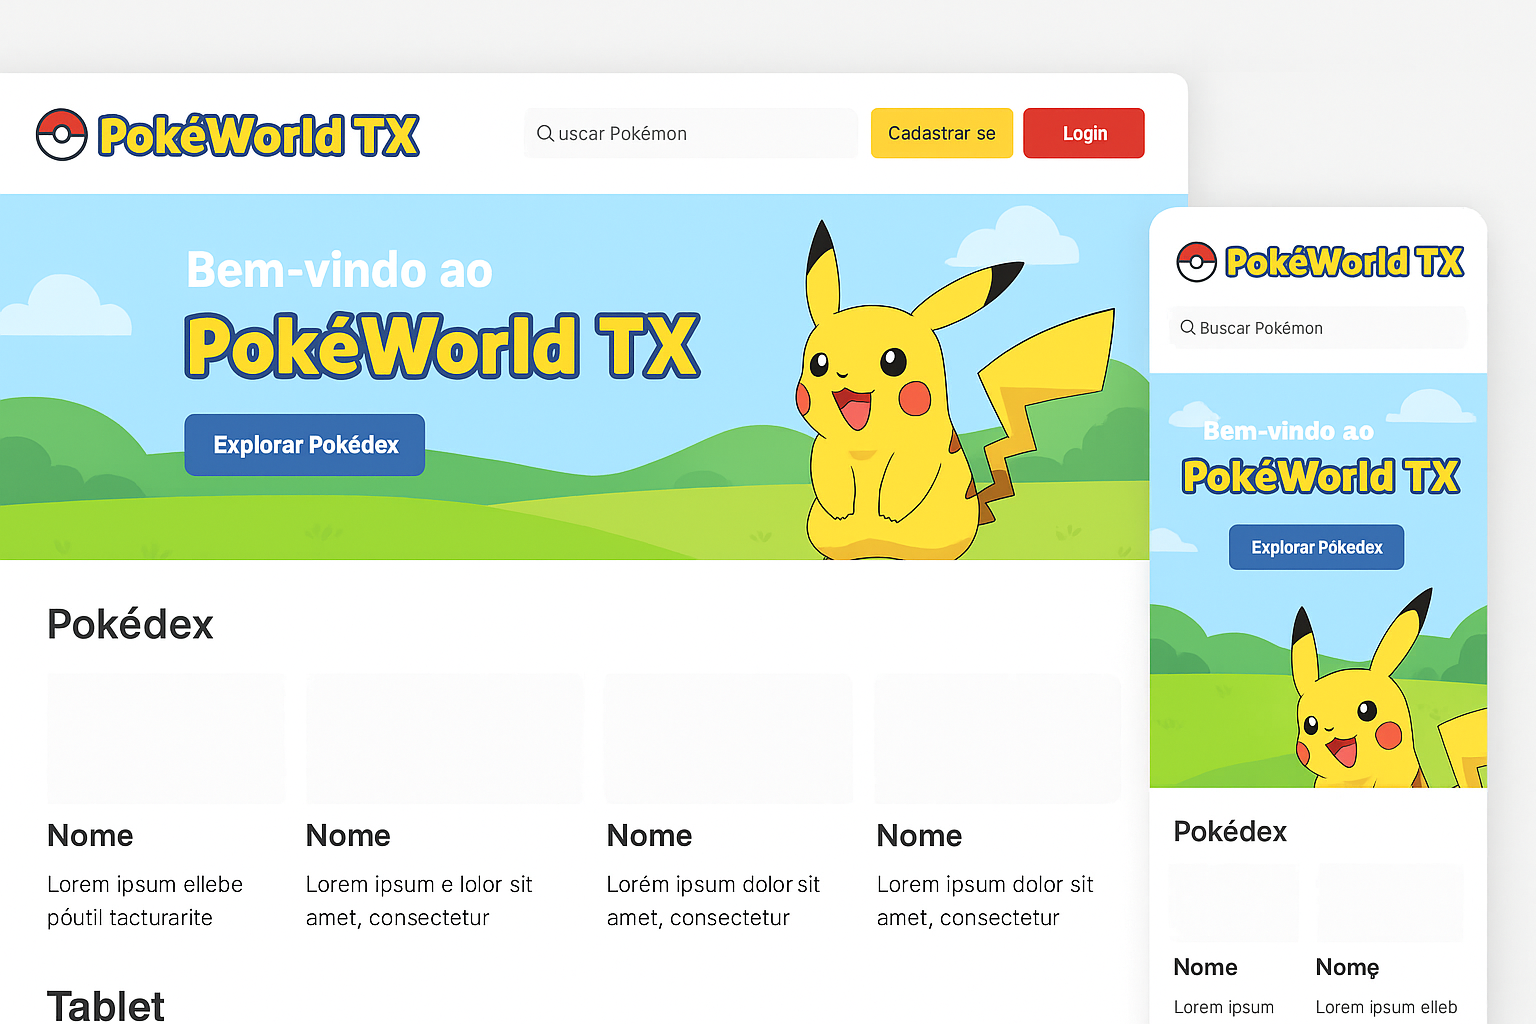 PokéWorld TX
uscar Pokémon
Cadastrar se
Login
Bem-vindo ao
PokéWorld TX
Explorar Pokédex
Pokédex
Nome
Lorem ipsum ellebe
póutil tacturarite
Nome
Lorem ipsum e lolor sit
amet, consectetur
Nome
Lorém ipsum dolor sit
amet, consectetur
Nome
Lorem ipsum dolor sit
amet, consectetur
Tablet
PokéWorld TX
Buscar Pokémon
Bem-vindo ao
PokéWorld TX
Explorar Pókedex
Pokédex
Nome
Lorem ipsum
Nomę
Lorem ipsum elleb